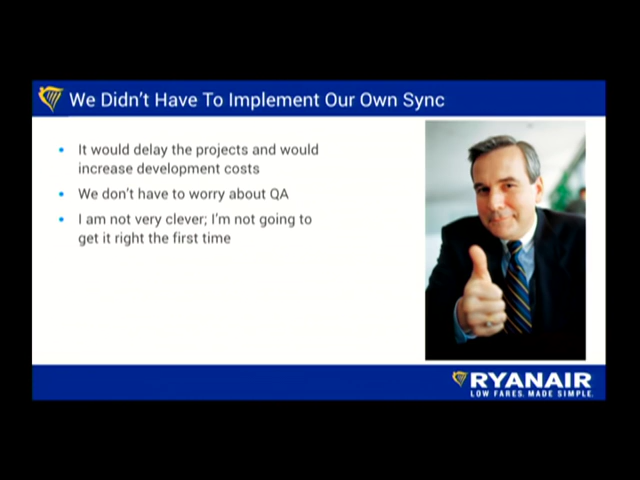 We Didn't Have To Implement Our Own Sync
It would delay the projects and would
increase development costs
We don't have to worry about QA
I am not very clever; I'm not going to
get it right the first time
RYANAIR
LOW FARES. MADE SIMPLE.